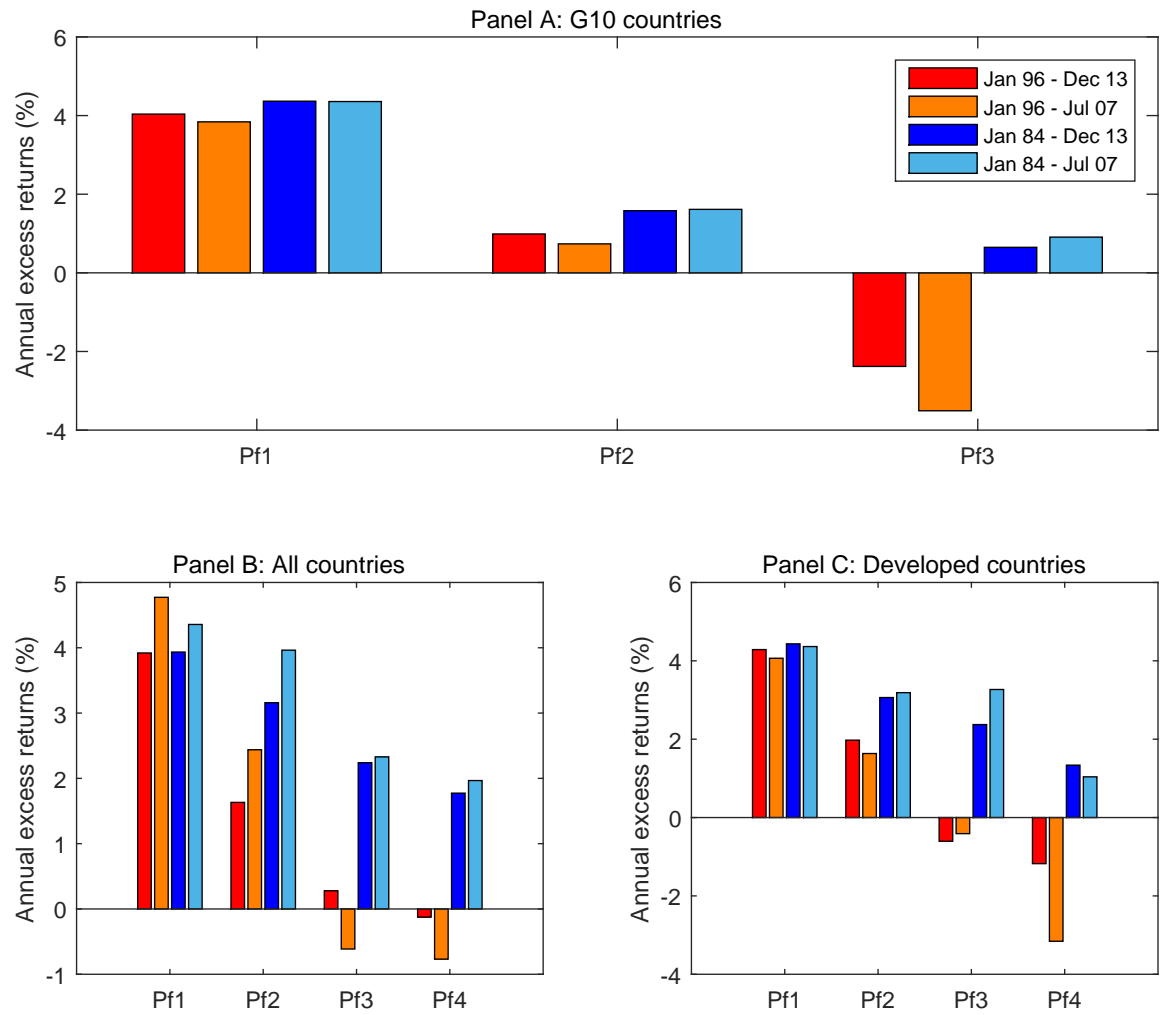 Panel A: G10 countries
Annual excess returns (%)
6
4
2
0
-2
-4
Pf1 Pf2 Pf3
Jan 96 - Dec 13
Jan 96 - Jul 07
Jan 84 - Dec 13
Jan 84 - Jul 07
Panel B: All countries
Annual excess returns (%)
5
4
3
2
1
0
-1
Pf1 Pf2 Pf3 Pf4
Panel C: Developed countries
Annual excess returns (%)
6
4
2
0
-2
-4
Pf1 Pf2 Pf3 Pf4